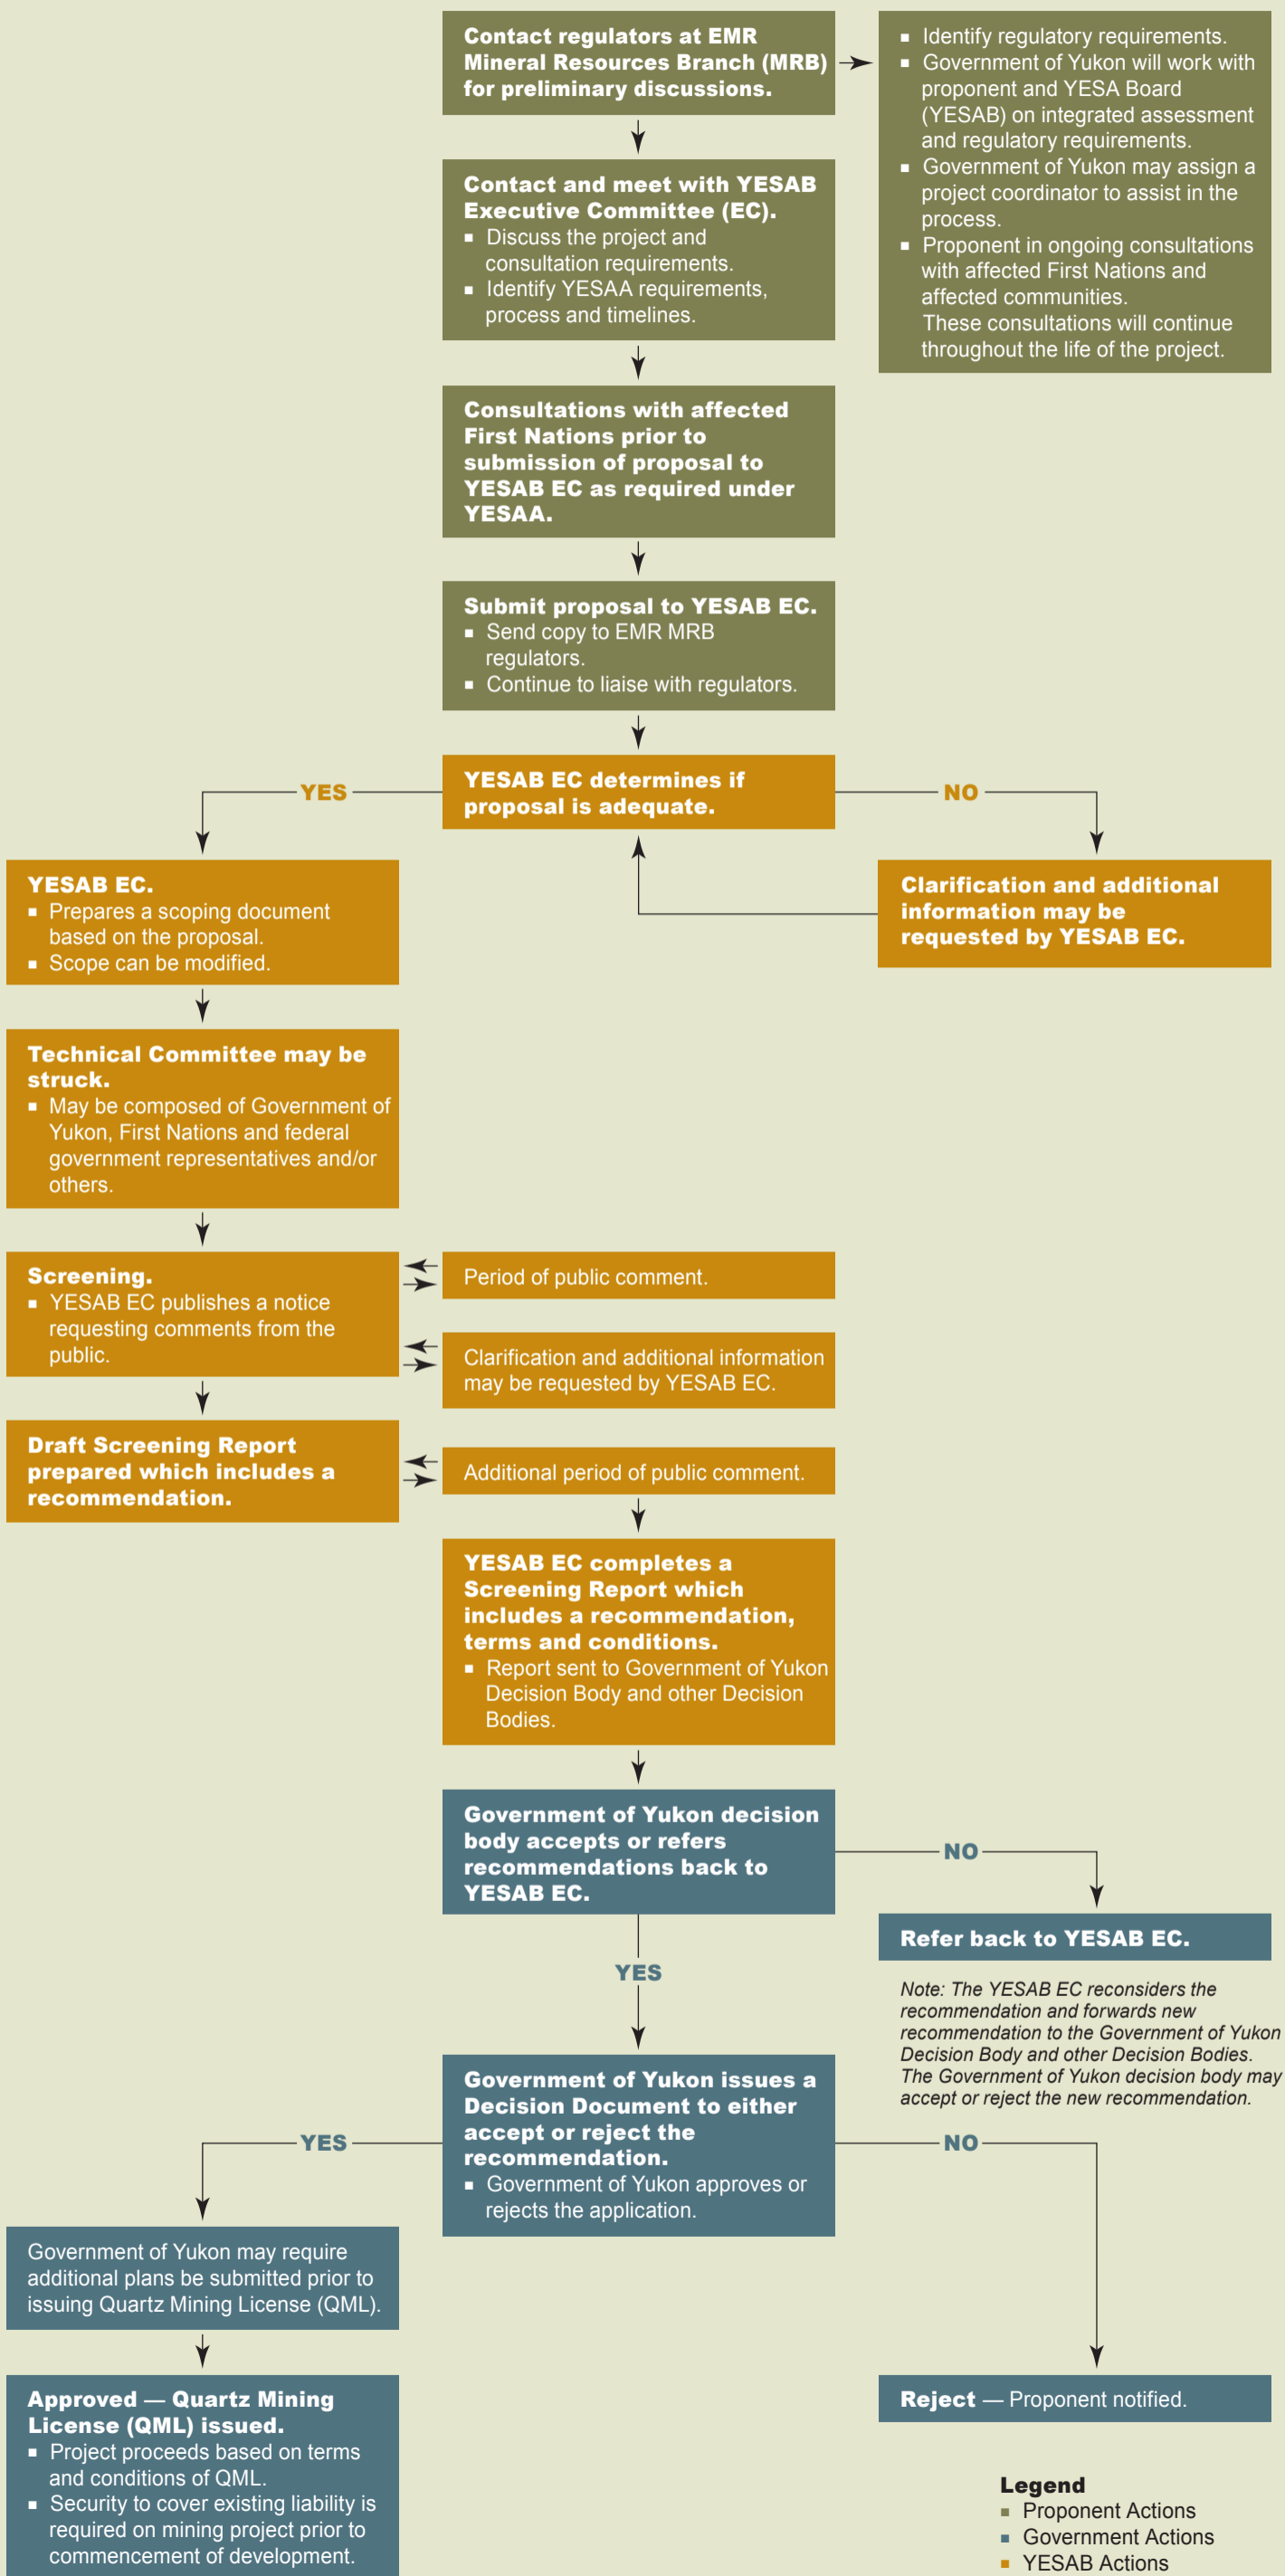 Contact regulators at EMR
Mineral Resources Branch (MRB)
for preliminary discussions.
▪ Identify regulatory requirements.
▪ Government of Yukon will work with
proponent and YESA Board
(YESAB) on integrated assessment
and regulatory requirements.
▪ Government of Yukon may assign a
project coordinator to assist in the
process.
▪ Proponent in ongoing consultations
with affected First Nations and
affected communities.
These consultations will continue
throughout the life of the project.
Contact and meet with YESAB
Executive Committee (EC).
▪ Discuss the project and
consultation requirements.
▪ Identify YESAA requirements,
process and timelines.
Consultations with affected
First Nations prior to
submission of proposal to
YESAB EC as required under
YESAA.
Submit proposal to YESAB EC.
▪ Send copy to EMR MRB
regulators.
▪ Continue to liaise with regulators.
YESAB EC determines if
proposal is adequate.
YES
NO
YESAB EC.
▪ Prepares a scoping document
based on the proposal.
▪ Scope can be modified.
Clarification and additional
information may be
requested by YESAB EC.
Technical Committee may be
struck.
▪ May be composed of Government of
Yukon, First Nations and federal
government representatives and/or
others.
Screening.
▪ YESAB EC publishes a notice
requesting comments from the
public.
Period of public comment.
Clarification and additional information
may be requested by YESAB EC.
Draft Screening Report
prepared which includes a
recommendation.
Additional period of public comment.
YESAB EC completes a
Screening Report which
includes a recommendation,
terms and conditions.
▪ Report sent to Government of Yukon
Decision Body and other Decision
Bodies.
Government of Yukon decision
body accepts or refers
recommendations back to
YESAB EC.
NO
Refer back to YESAB EC.
Note: The YESAB EC reconsiders the
recommendation and forwards new
recommendation to the Government of Yukon
Decision Body and other Decision Bodies.
The Government of Yukon decision body may
accept or reject the new recommendation.
YES
Government of Yukon issues a
Decision Document to either
accept or reject the
recommendation.
▪ Government of Yukon approves or
rejects the application.
YES
NO
Government of Yukon may require
additional plans be submitted prior to
issuing Quartz Mining License (QML).
Approved — Quartz Mining
License (QML) issued.
▪ Project proceeds based on terms
and conditions of QML.
▪ Security to cover existing liability is
required on mining project prior to
commencement of development.
Reject — Proponent notified.
Legend
▪ Proponent Actions
▪ Government Actions
▪ YESAB Actions